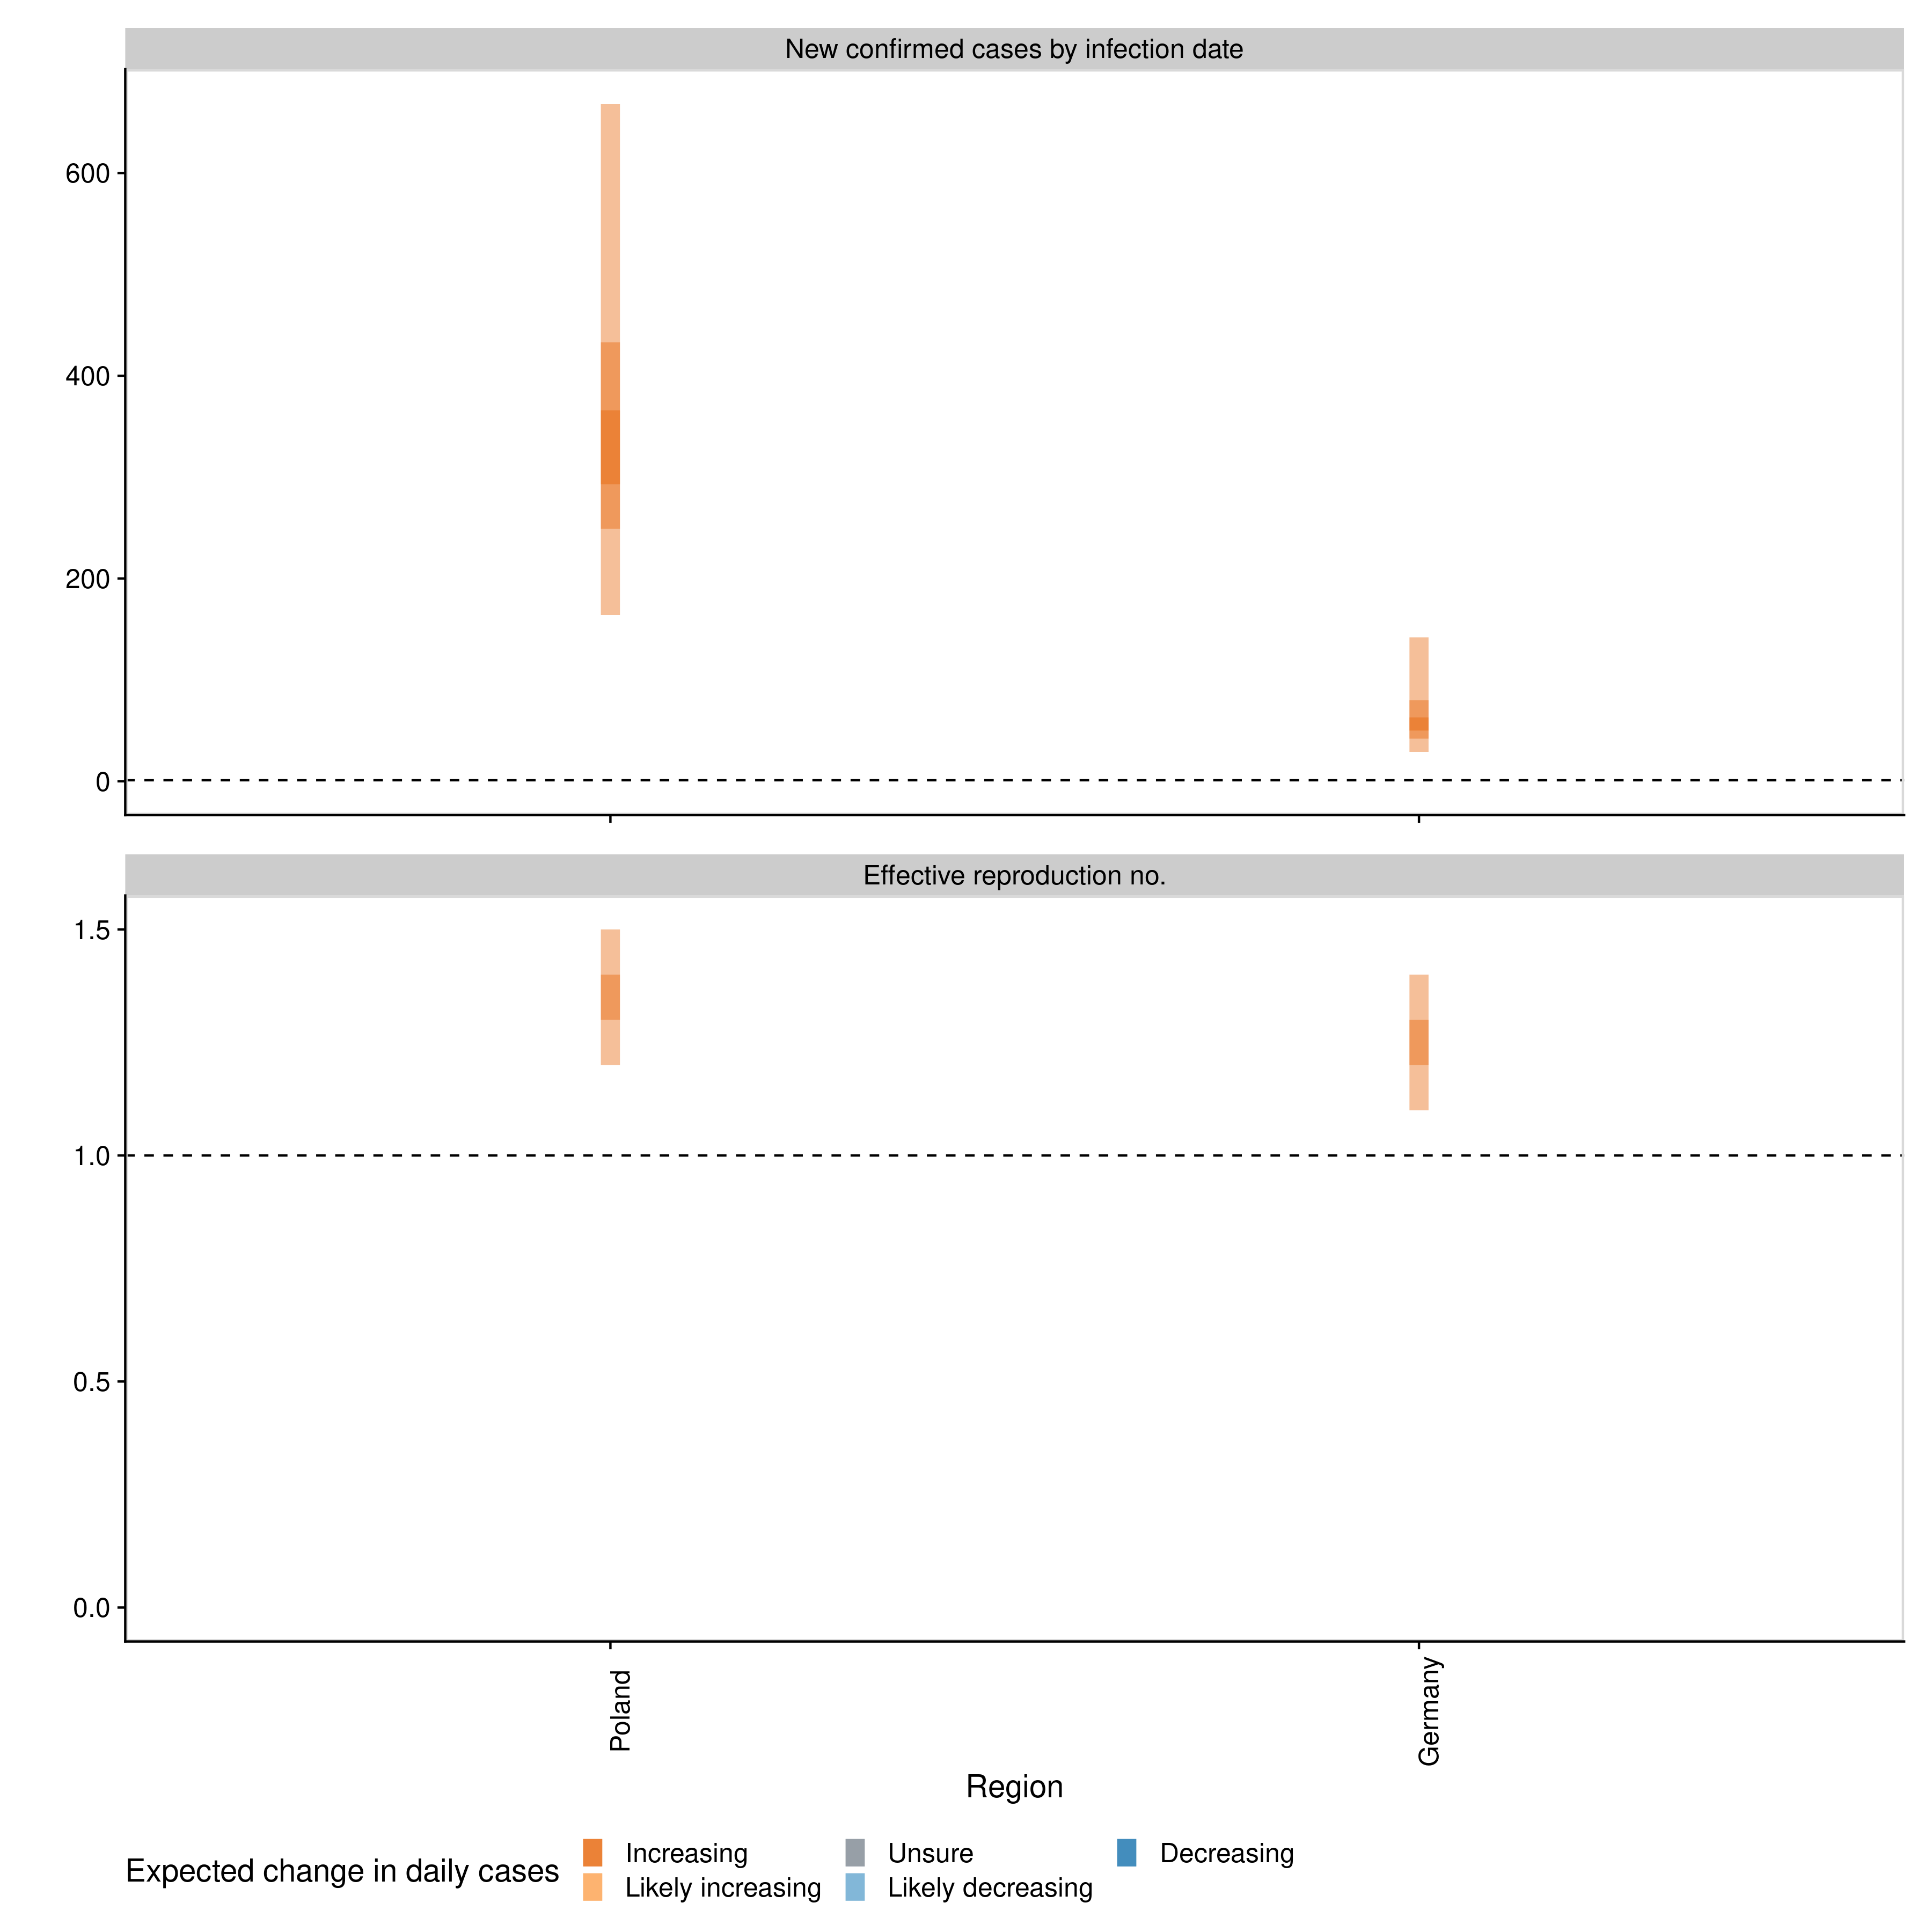 New confirmed cases by infection date
600
400
200
0
Effective reproduction no.
1.5
1.0
0.5
0.0
Poland
Germany
Region
Expected change in daily cases
Increasing
Unsure
Decreasing
Likely increasing
Likely decreasing